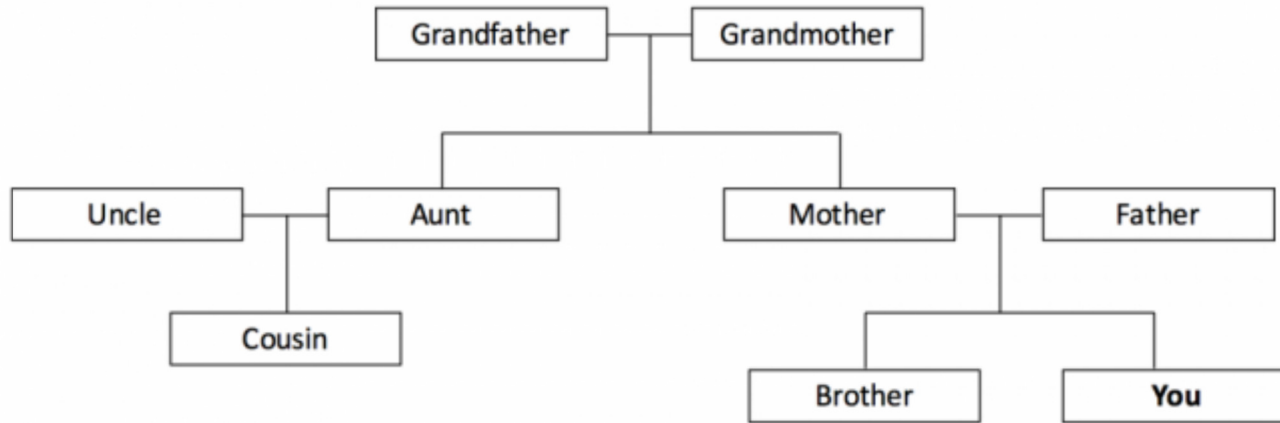 Grandfather
Grandmother
Uncle
Aunt
Mother
Father
Cousin
Brother
You